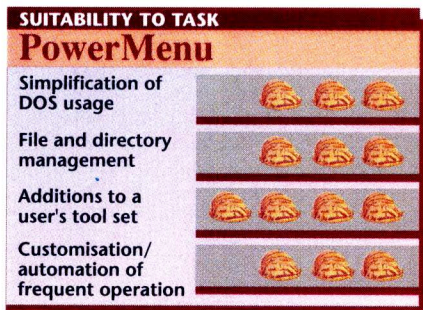 SUITABILITY TO TASK
PowerMenu
Simplification of
DOS usage
File and directory
management
Additions to a
user's tool set
Customisation/
automation of
frequent operation